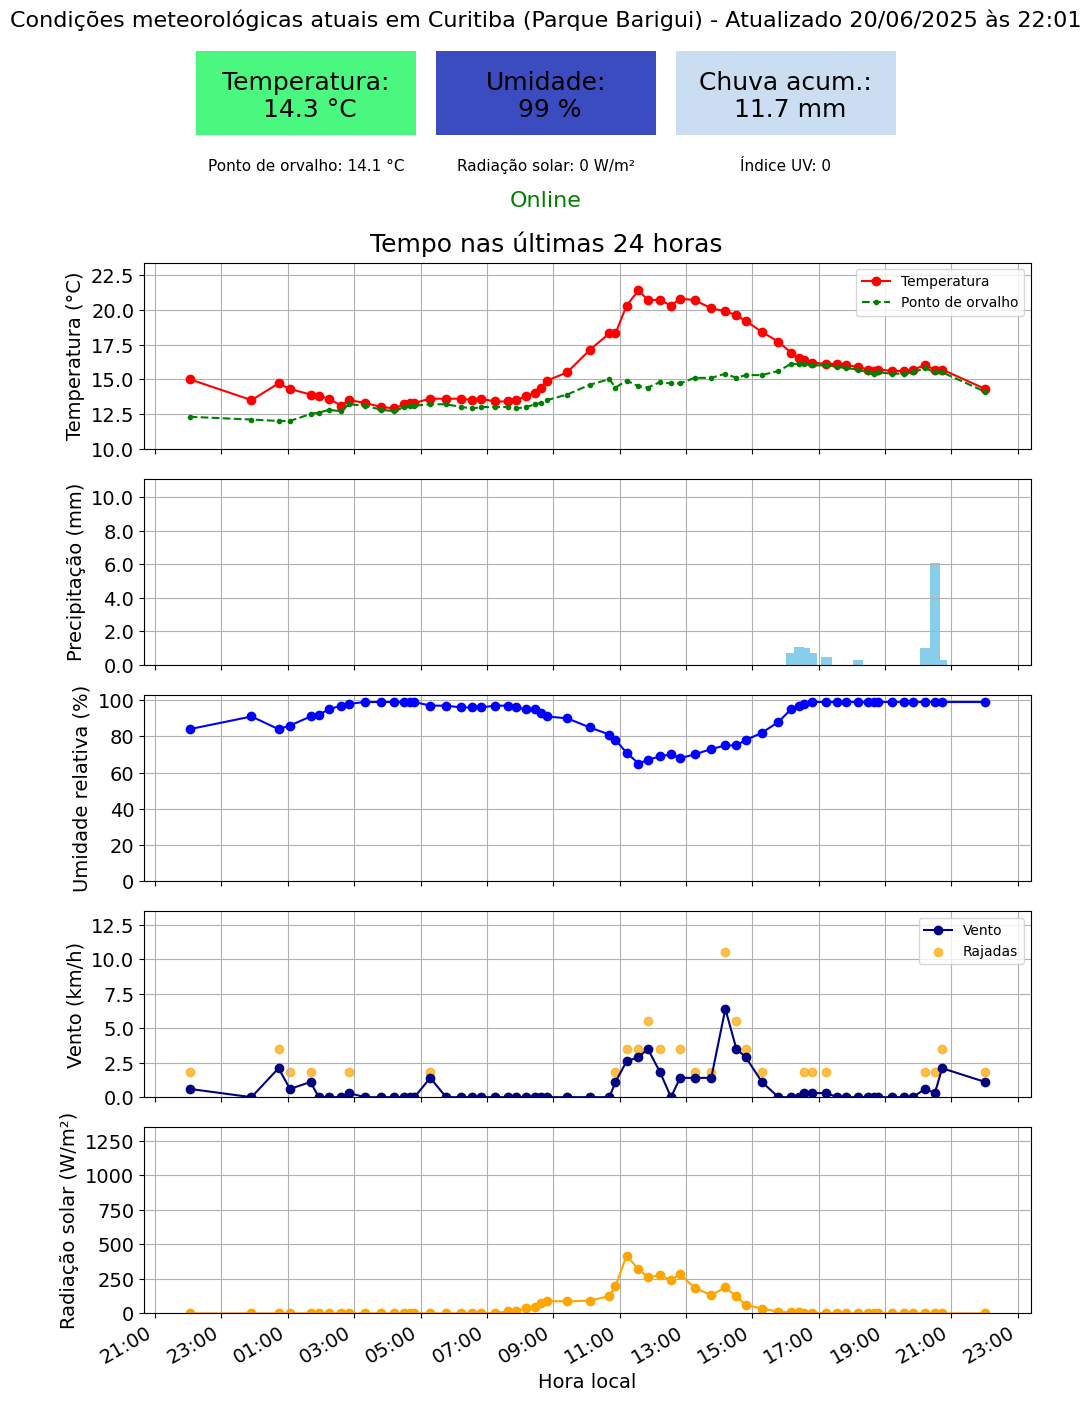 Condições meteorológicas atuais em Curitiba (Parque Barigui) - Atualizado 20/06/2025 às 22:01
Temperatura:
14.3 °C
Umidade:
99 %
Chuva acum.:
11.7 mm
Ponto de orvalho: 14.1 °C
Radiação solar: 0 W/m²
Índice UV: 0
Online
Tempo nas últimas 24 horas
Temperatura (°C)
22.5
20.0
17.5
15.0
12.5
10.0
Temperatura
Ponto de orvalho
Precipitação (mm)
10.0
8.0
6.0
4.0
2.0
0.0
Umidade relativa (%)
100
80
60
40
20
0
Vento (km/h)
12.5
10.0
7.5
5.0
2.5
0.0
Vento
Rajadas
Radiação solar (W/m²)
1250
1000
750
500
250
0
21:00
23:00
01:00
03:00
05:00
07:00
09:00
11:00
13:00
15:00
17:00
19:00
21:00
23:00
Hora local